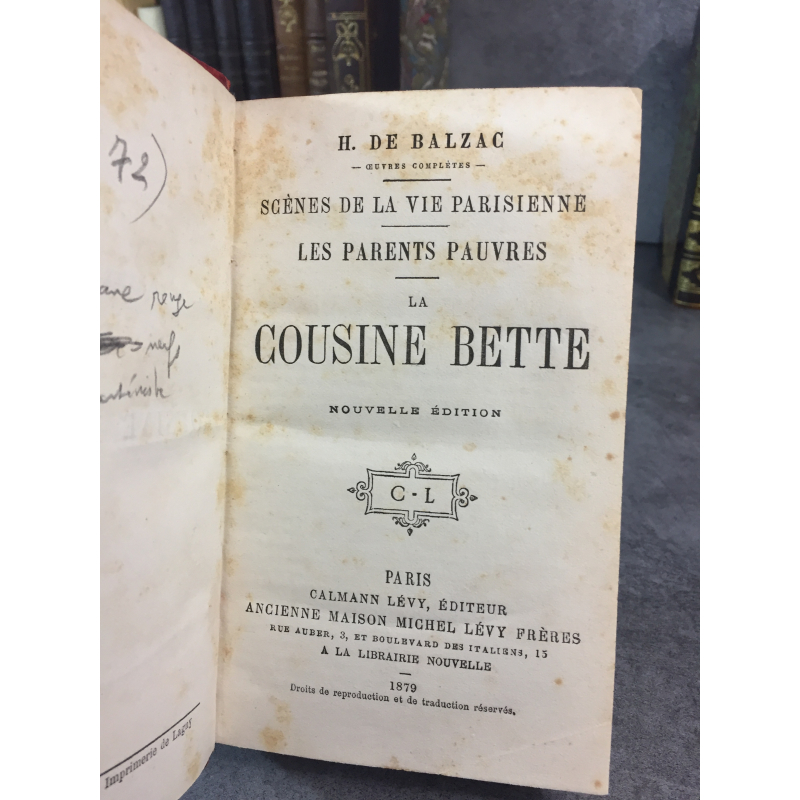 72)
rouge
nerfs
Imprimerie de Lagny
H. DE BALZAC
— ŒUVRES COMPLÈTES —
SCÈNES DE LA VIE PARISIENNE
LES PARENTS PAUVRES
LA
COUSINE BETTE
NOUVELLE ÉDITION
C-L
PARIS
CALMANN LÉVY, ÉDITEUR
ANCIENNE MAISON MICHEL LÉVY FRÈRES
RUE AUBER, 3, ET BOULEVARD DES ITALIENS, 15
A LA LIBRAIRIE NOUVELLE
1879
Droits de reproduction et de traduction réservés.